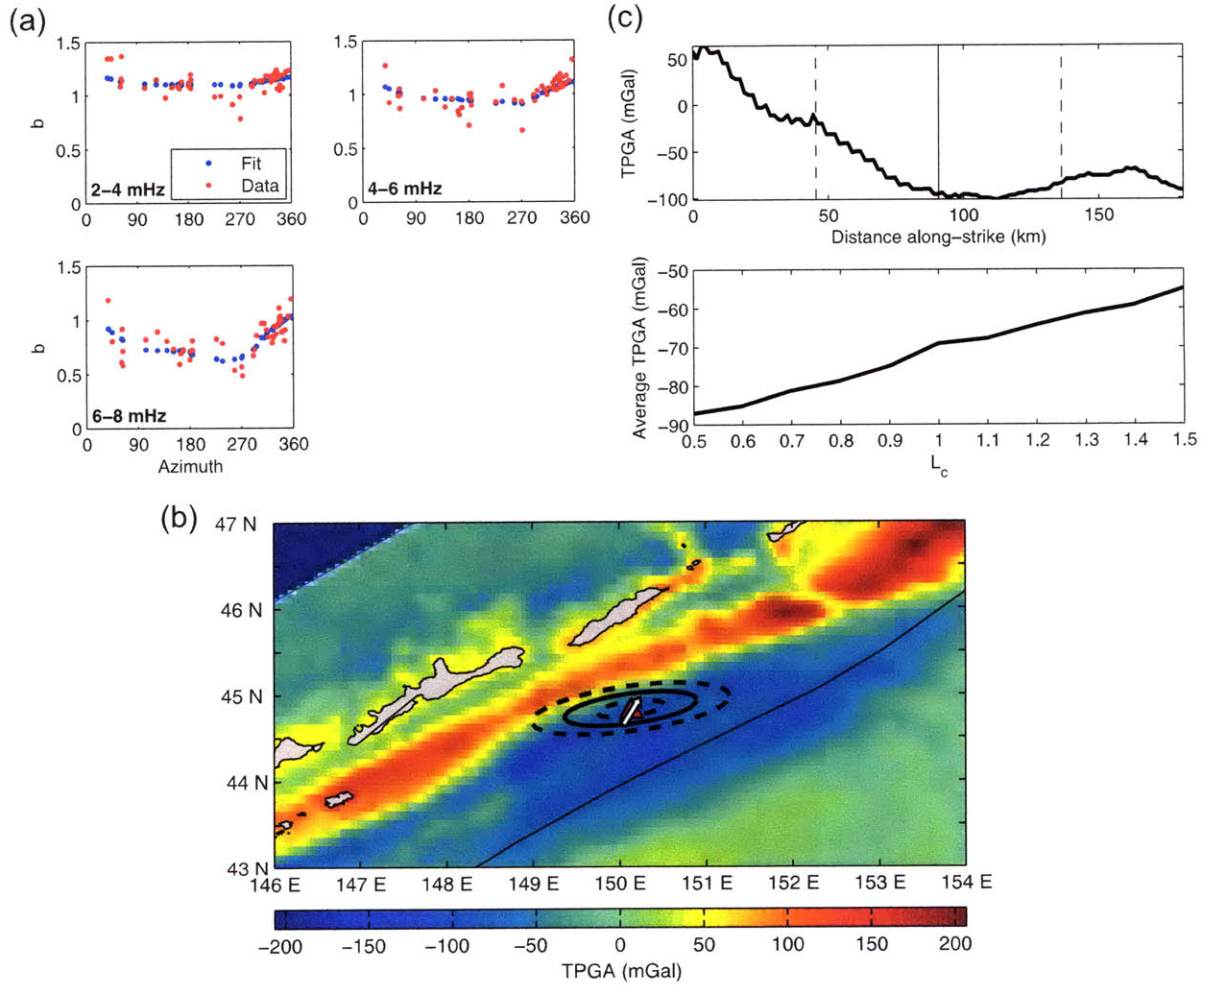 (a)
1.5
1
0.5
0
b
Fit
Data
2–4 mHz
0 90 180 270 360
1.5
1
0.5
0
4–6 mHz
0 90 180 270 360
1.5
1
0.5
0
b
6–8 mHz
0 90 180 270 360
Azimuth
(c)
50
0
−50
−100
TPGA (mGal)
0 50 100 150
Distance along−strike (km)
−50
−60
−70
−80
−90
Average TPGA (mGal)
0.5 0.6 0.7 0.8 0.9 1 1.1 1.2 1.3 1.4 1.5
Lc
(b)
47 N
46 N
45 N
44 N
43 N
146 E 147 E 148 E 149 E 150 E 151 E 152 E 153 E 154 E
−200 −150 −100 −50 0 50 100 150 200
TPGA (mGal)